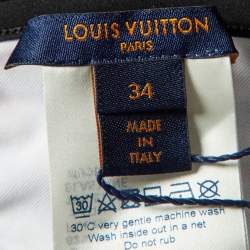 LOUIS VUITTON
PARIS
34
MADE
IN
ITALY
30
30°C very gentle machine wash
Wash inside out in a net
Do not rub